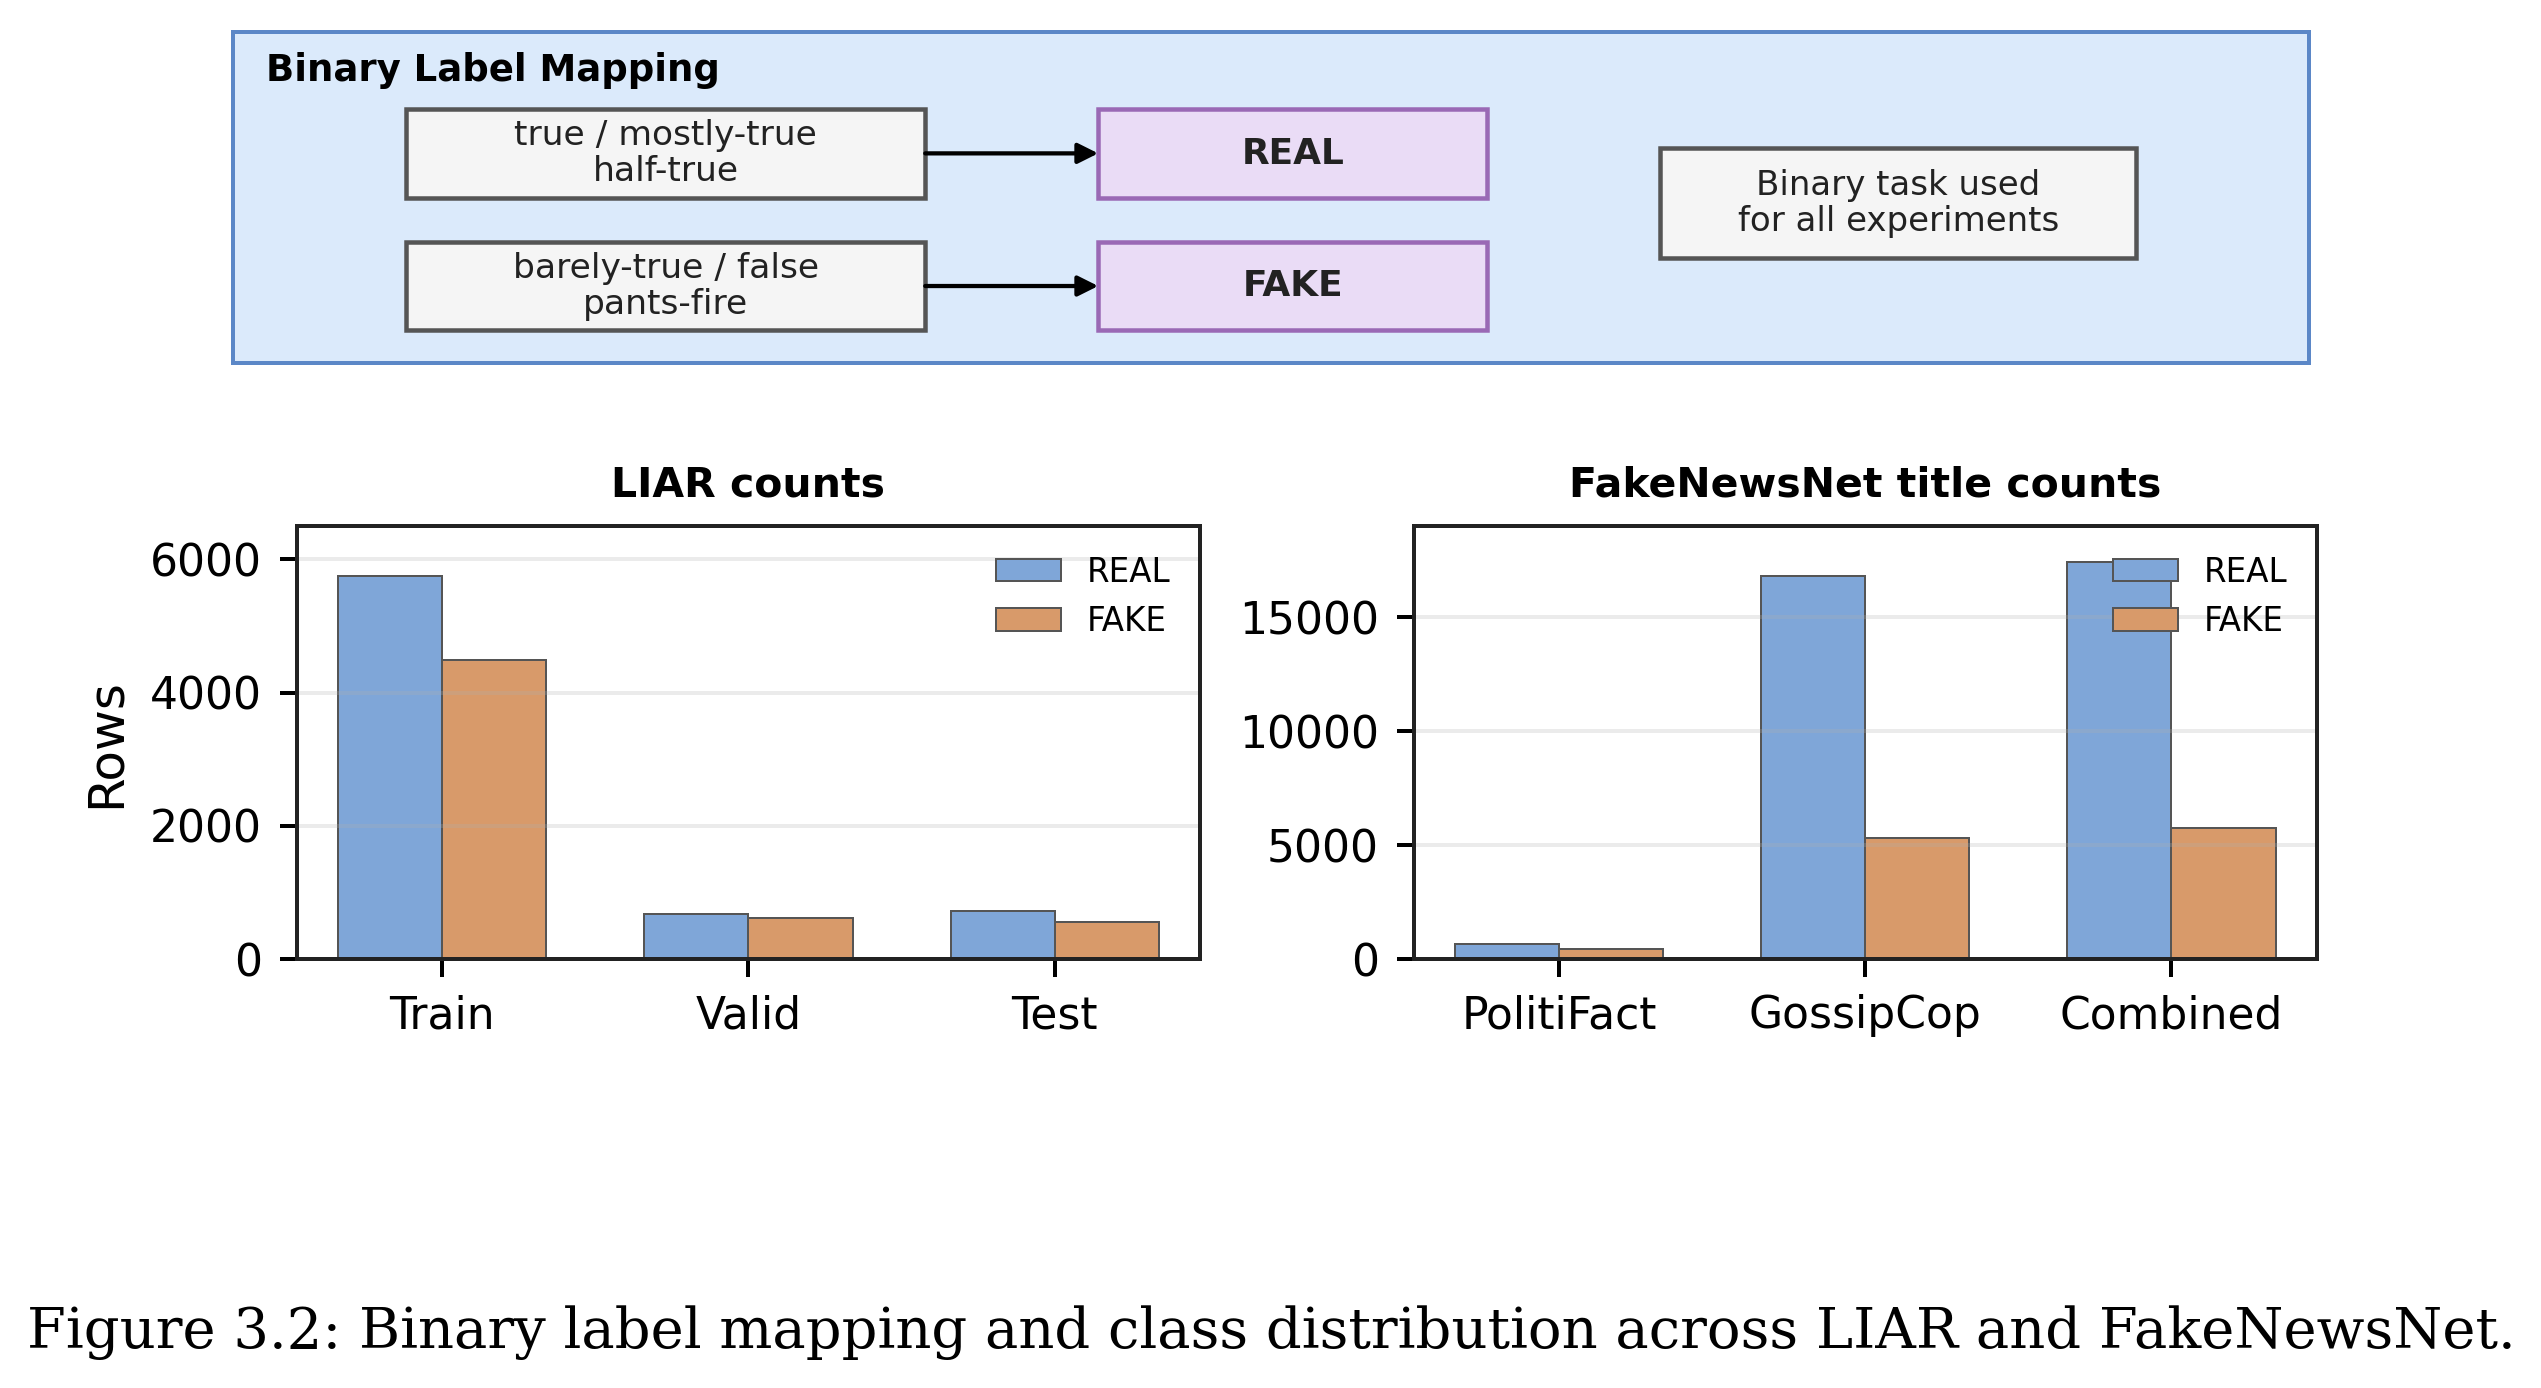 Binary Label Mapping
true / mostly-true
half-true
REAL
barely-true / false
pants-fire
FAKE
Binary task used
for all experiments
LIAR counts
Rows
6000
4000
2000
0
REAL
FAKE
Train
Valid
Test
FakeNewsNet title counts
15000
10000
5000
0
REAL
FAKE
PolitiFact
GossipCop
Combined
Figure 3.2: Binary label mapping and class distribution across LIAR and FakeNewsNet.